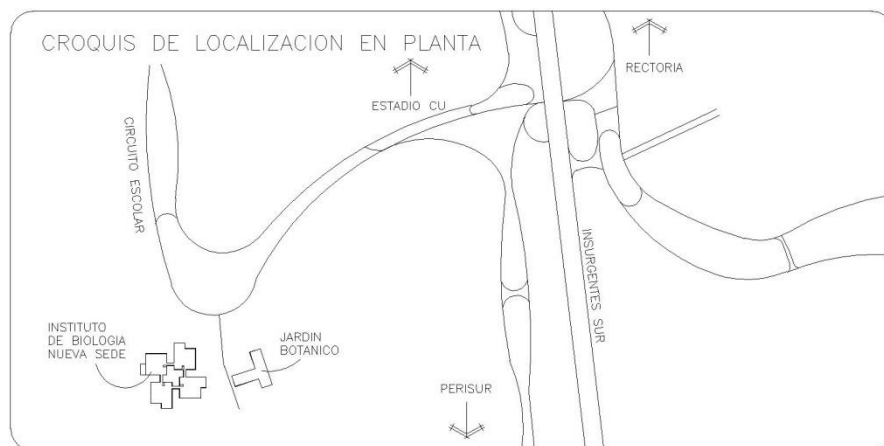 CROQUIS DE LOCALIZACION EN PLANTA
RECTORIA
ESTADIO CU
CIRCUITO ESCOLAR
INSURGENTES SUR
INSTITUTO
DE BIOLOGIA
NUEVA SEDE
JARDIN
BOTANICO
PERISUR